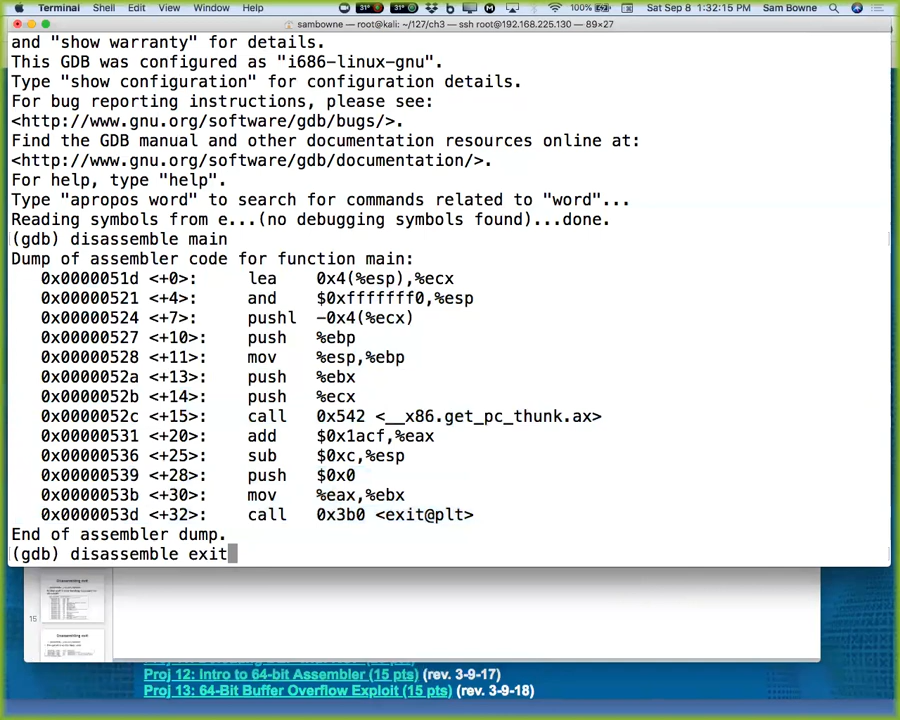 Terminal Shell Edit View Window Help 31° 31° 100% Sat Sep 8 1:32:15 PM Sam Bowne
sambowne — root@kali: ~/127/ch3 — ssh root@192.168.225.130 — 89×27
and "show warranty" for details.
This GDB was configured as "i686-linux-gnu".
Type "show configuration" for configuration details.
For bug reporting instructions, please see:
<http://www.gnu.org/software/gdb/bugs/>.
Find the GDB manual and other documentation resources online at:
<http://www.gnu.org/software/gdb/documentation/>.
For help, type "help".
Type "apropos word" to search for commands related to "word"...
Reading symbols from e...(no debugging symbols found)...done.
(gdb) disassemble main
Dump of assembler code for function main:
0x0000051d <+0>: lea 0x4(%esp),%ecx
0x00000521 <+4>: and $0xfffffff0,%esp
0x00000524 <+7>: pushl -0x4(%ecx)
0x00000527 <+10>: push %ebp
0x00000528 <+11>: mov %esp,%ebp
0x0000052a <+13>: push %ebx
0x0000052b <+14>: push %ecx
0x0000052c <+15>: call 0x542 <__x86.get_pc_thunk.ax>
0x00000531 <+20>: add $0x1acf,%eax
0x00000536 <+25>: sub $0xc,%esp
0x00000539 <+28>: push $0x0
0x0000053b <+30>: mov %eax,%ebx
0x0000053d <+32>: call 0x3b0 <exit@plt>
End of assembler dump.
(gdb) disassemble exit
Disassembling exit
15
Disassembling exit
Proj 12: Intro to 64-bit Assembler (15 pts) (rev. 3-9-17)
Proj 13: 64-Bit Buffer Overflow Exploit (15 pts) (rev. 3-9-18)